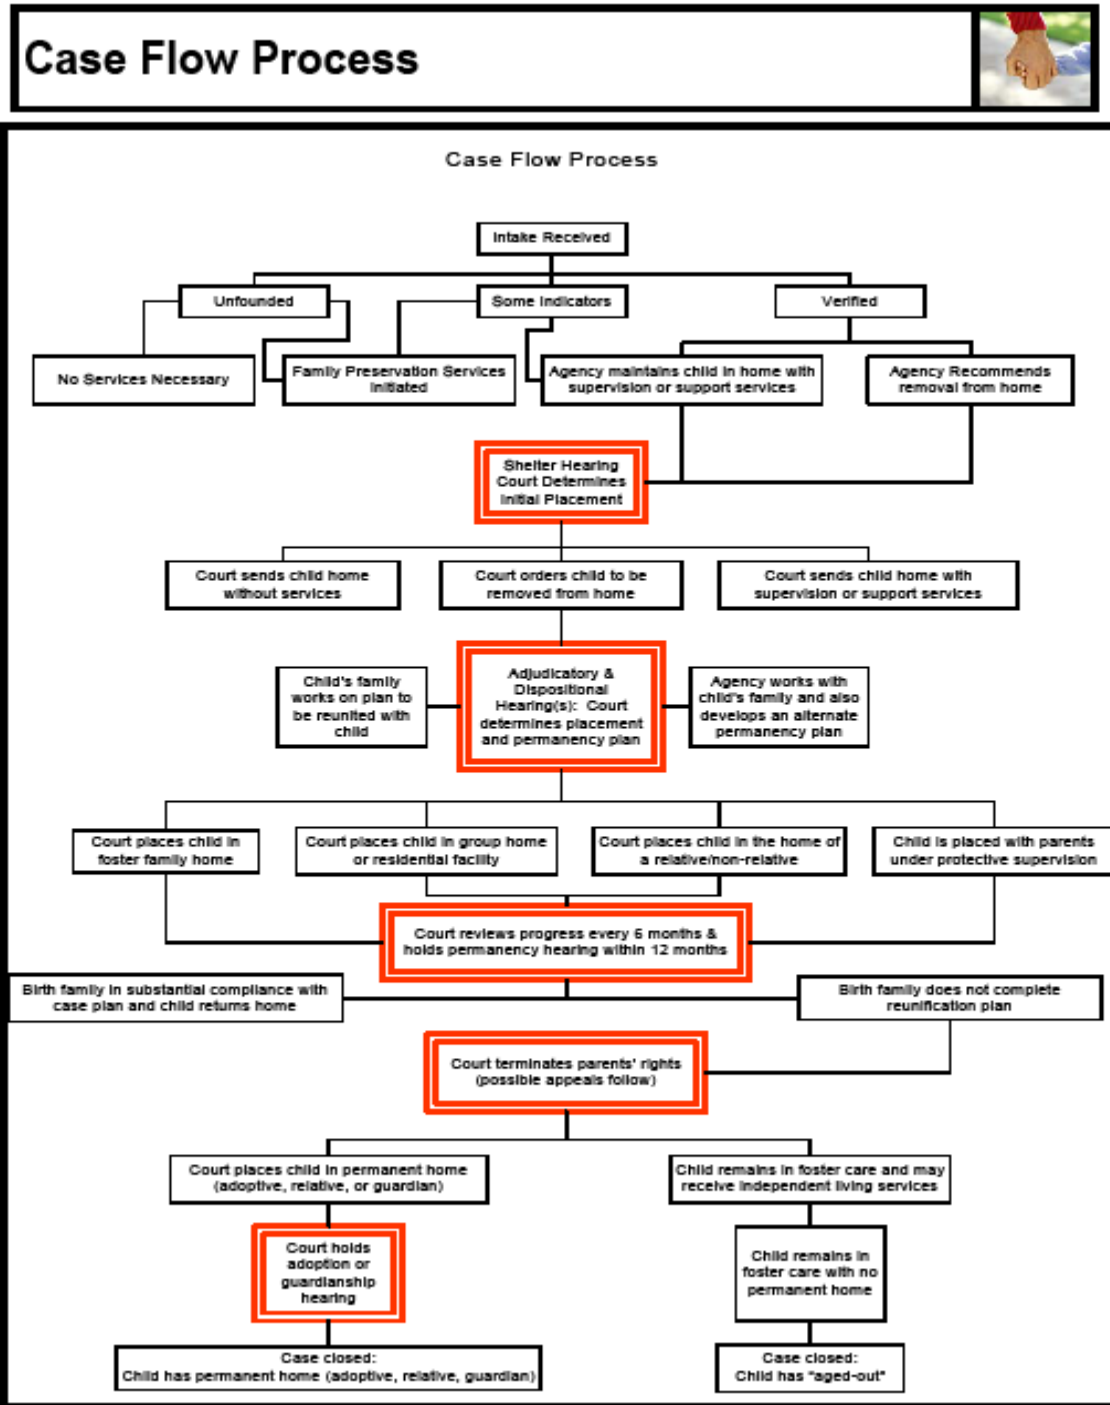 Case Flow Process
Case Flow Process
Intake Received
Unfounded
Some Indicators
Verified
No Services Necessary
Family Preservation Services
Initiated
Agency maintains child in home with
supervision or support services
Agency Recommends
removal from home
Shelter Hearing
Court Determines
Initial Placement
Court sends child home
without services
Court orders child to be
removed from home
Court sends child home with
supervision or support services
Child's family
works on plan to
be reunited with
child
Adjudicatory &
Dispositional
Hearing(s): Court
determines placement
and permanency plan
Agency works with
child's family and also
develops an alternate
permanency plan
Court places child in
foster family home
Court places child in group home
or residential facility
Court places child in the home of
a relative/non-relative
Child is placed with parents
under protective supervision
Court reviews progress every 6 months &
holds permanency hearing within 12 months
Birth family in substantial compliance with
case plan and child returns home
Birth family does not complete
reunification plan
Court terminates parents' rights
(possible appeals follow)
Court places child in permanent home
(adoptive, relative, or guardian)
Child remains in foster care and may
receive independent living services
Court holds
adoption or
guardianship
hearing
Child remains in
foster care with no
permanent home
Case closed:
Child has permanent home (adoptive, relative, guardian)
Case closed:
Child has "aged-out"